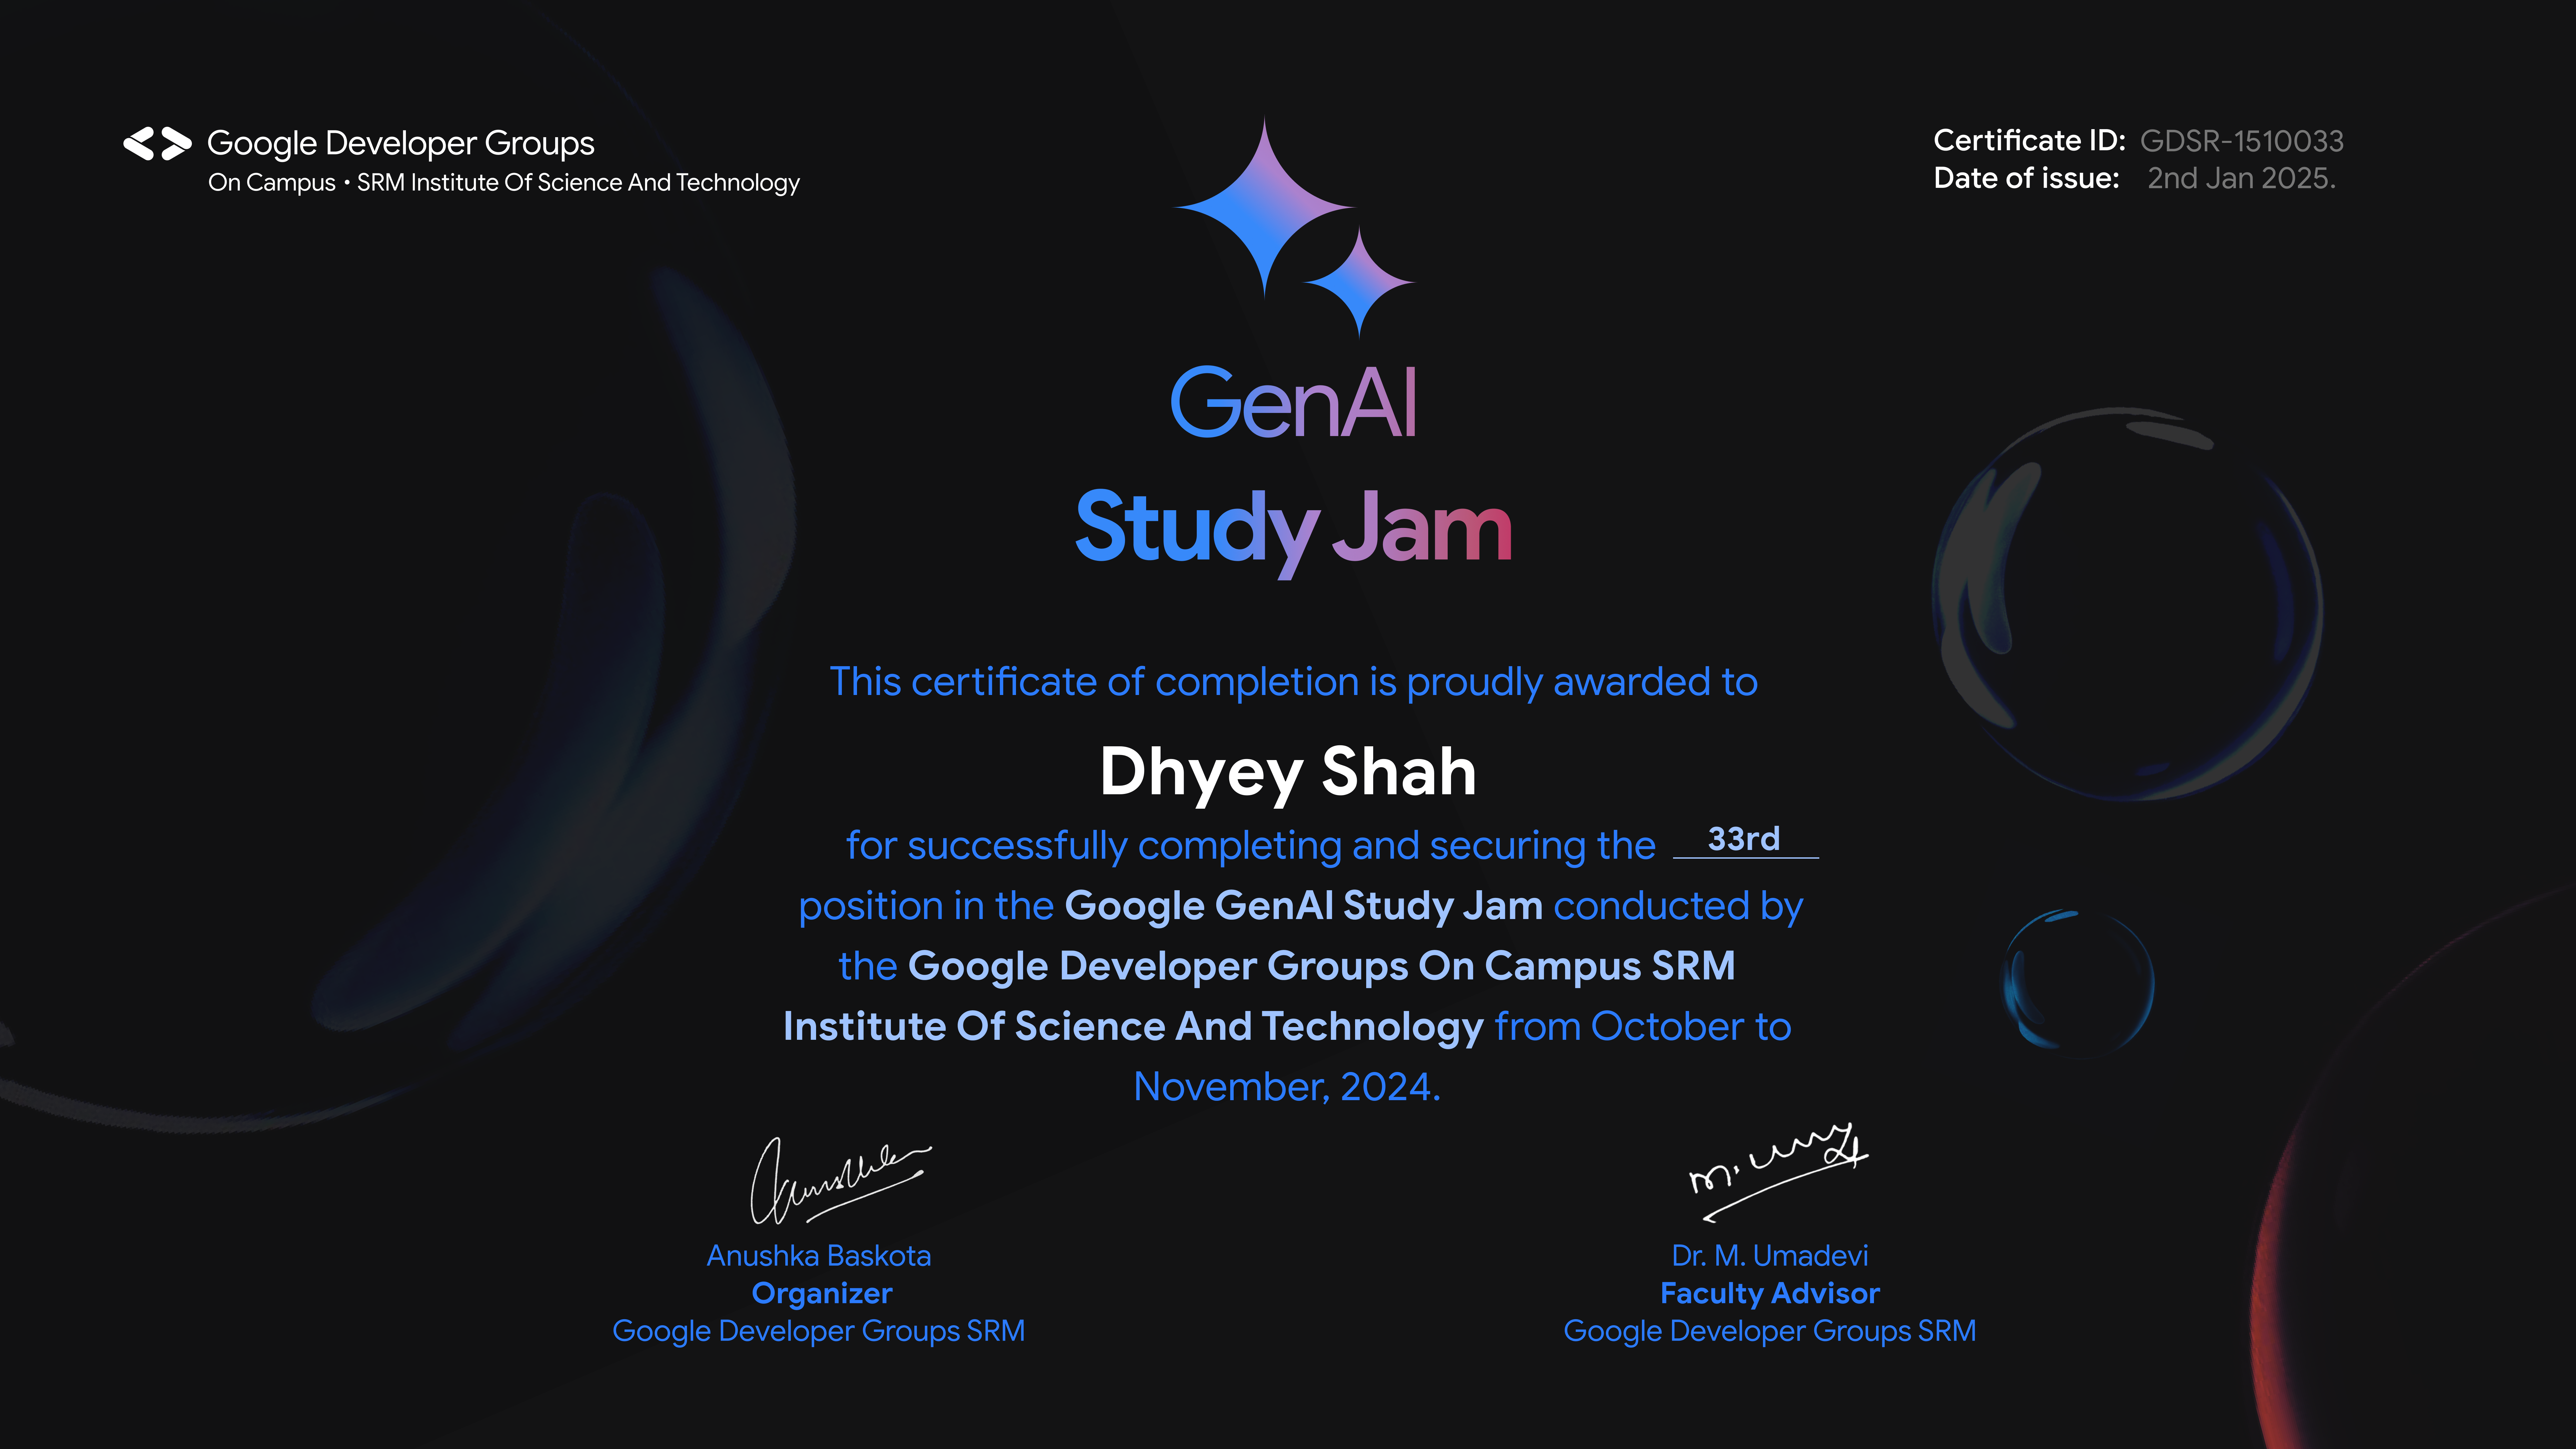 Google Developer Groups
On Campus • SRM Institute Of Science And Technology
Certificate ID: GDSR-1510033
Date of issue: 2nd Jan 2025.
GenAI
Study Jam
This certificate of completion is proudly awarded to
Dhyey Shah
for successfully completing and securing the 33rd
position in the Google GenAI Study Jam conducted by
the Google Developer Groups On Campus SRM
Institute Of Science And Technology from October to
November, 2024.
Anushka Baskota
Organizer
Google Developer Groups SRM
Dr. M. Umadevi
Faculty Advisor
Google Developer Groups SRM